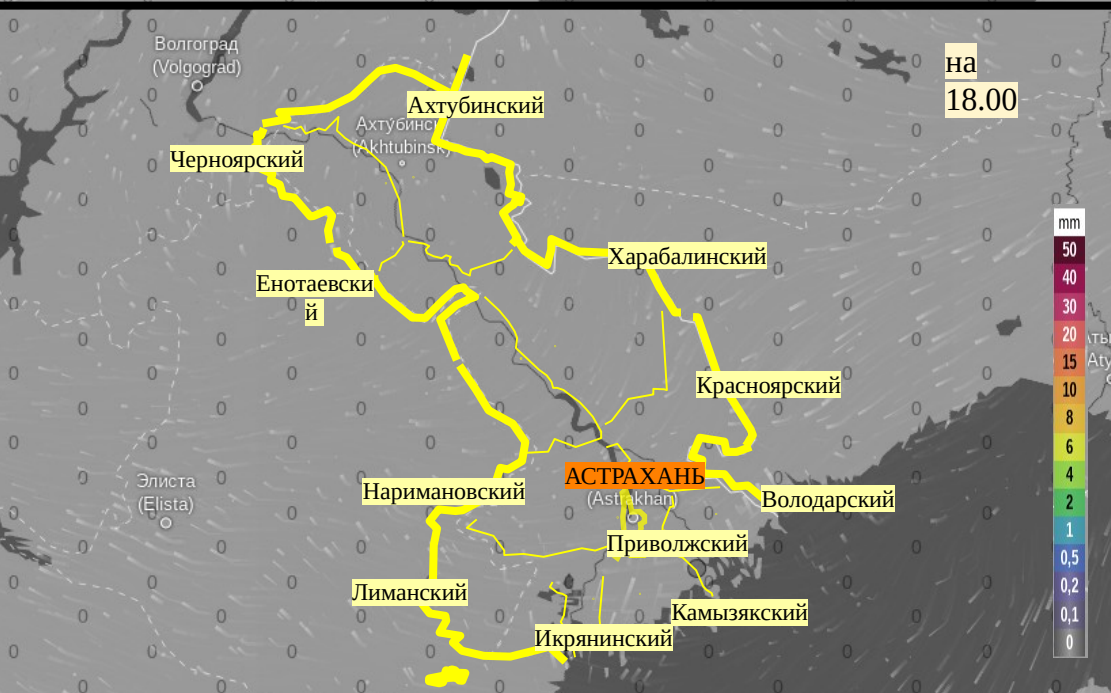 Волгоград
(Volgograd)
на
18.00
Ахтубинский
(Akhtubinsk)
Черноярский
mm
50
40
30
20
15
10
8
6
4
2
1
0,5
0,2
0,1
0
Харабалинский
Енотаевски
й
Красноярский
АСТРАХАНЬ
(Astrakhan)
Элиста
(Elista)
Наримановский
Володарский
Приволжский
Лиманский
Камызякский
Икрянинский